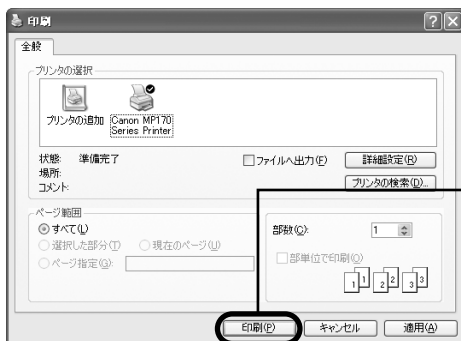 印刷
全般
プリンタの選択
プリンタの追加
Canon MP170
Series Printer
状態: 準備完了
場所:
コメント:
ファイルへ出力(F)
詳細設定(R)
プリンタの検索(D)...
ページ範囲
すべて(L)
選択した部分(T) 現在のページ(U)
ページ指定(G):
部数(C): 1
部単位で印刷(O)
1 1 2 2 3 3
印刷(P) キャンセル 適用(A)